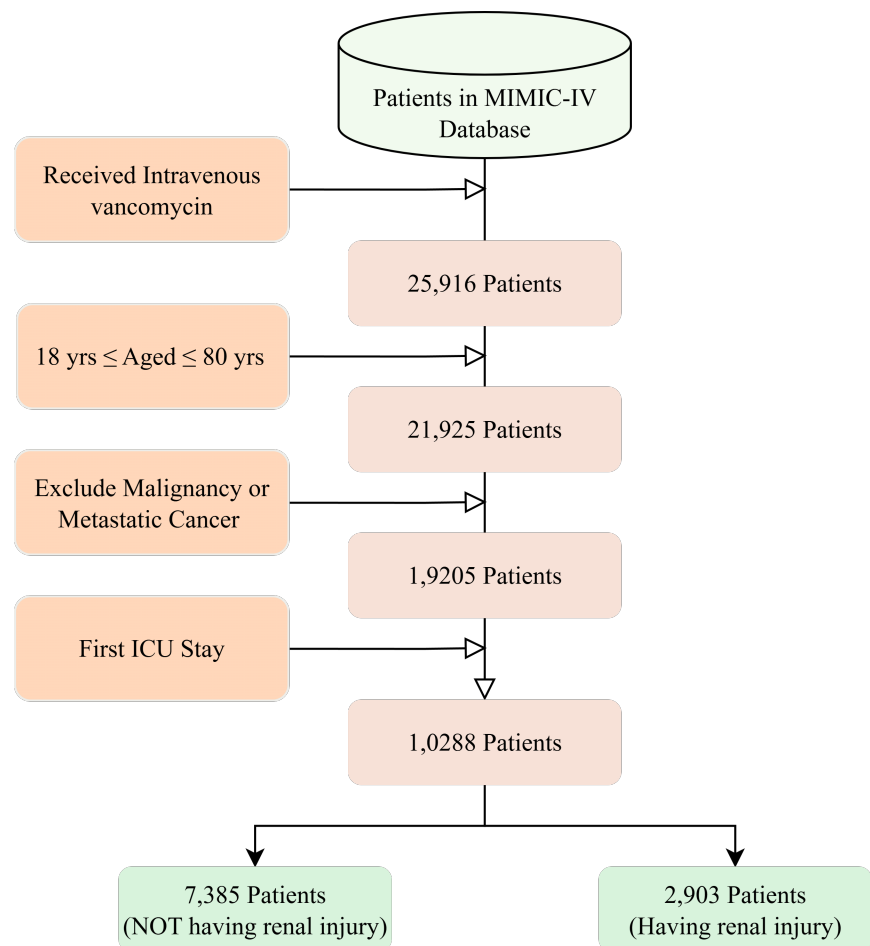 Patients in MIMIC-IV
Database
Received Intravenous
vancomycin
25,916 Patients
18 yrs ≤ Aged ≤ 80 yrs
21,925 Patients
Exclude Malignancy or
Metastatic Cancer
1,9205 Patients
First ICU Stay
1,0288 Patients
7,385 Patients
(NOT having renal injury)
2,903 Patients
(Having renal injury)